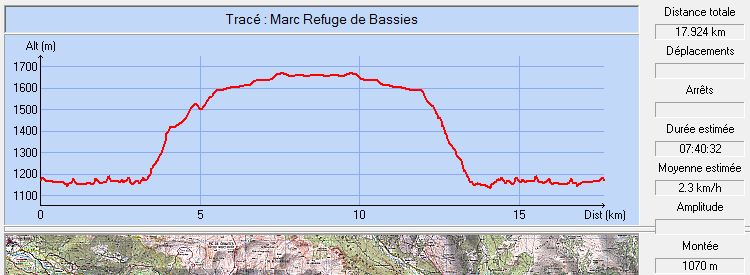 Tracé : Marc Refuge de Bassies
Alt (m)
1700
1600
1500
1400
1300
1200
1100
0
5
10
15
Dist (km)
Distance totale
17.924 km
Déplacements
Arrêts
Durée estimée
07:40:32
Moyenne estimée
2.3 km/h
Amplitude
Montée
1070 m